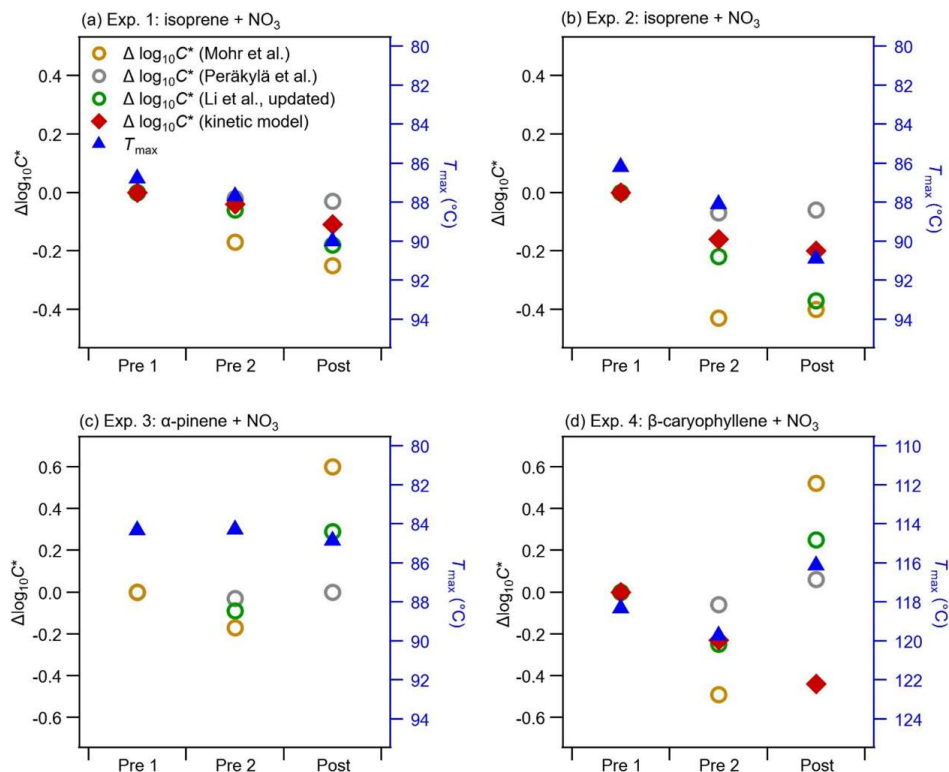 (a) Exp. 1: isoprene + NO₃
Δ log₁₀C* (Mohr et al.)
Δ log₁₀C* (Peräkylä et al.)
Δ log₁₀C* (Li et al., updated)
Δ log₁₀C* (kinetic model)
Tmax
0.4
0.2
0.0
-0.2
-0.4
Δlog₁₀C*
80
82
84
86
88
90
92
94
Tmax (°C)
Pre 1 Pre 2 Post
(b) Exp. 2: isoprene + NO₃
0.4
0.2
0.0
-0.2
-0.4
Δlog₁₀C*
80
82
84
86
88
90
92
94
Tmax (°C)
Pre 1 Pre 2 Post
(c) Exp. 3: α-pinene + NO₃
0.6
0.4
0.2
0.0
-0.2
-0.4
-0.6
Δlog₁₀C*
80
82
84
86
88
90
92
94
Tmax (°C)
Pre 1 Pre 2 Post
(d) Exp. 4: β-caryophyllene + NO₃
0.6
0.4
0.2
0.0
-0.2
-0.4
-0.6
Δlog₁₀C*
110
112
114
116
118
120
122
124
Tmax (°C)
Pre 1 Pre 2 Post